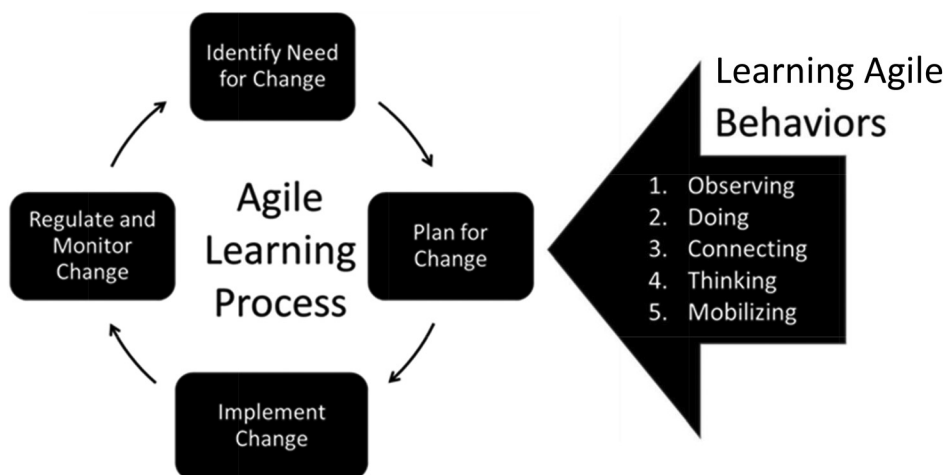 Identify Need
for Change
Agile
Learning
Process
Regulate and
Monitor
Change
Plan for
Change
Implement
Change
Learning Agile
Behaviors
1. Observing
2. Doing
3. Connecting
4. Thinking
5. Mobilizing